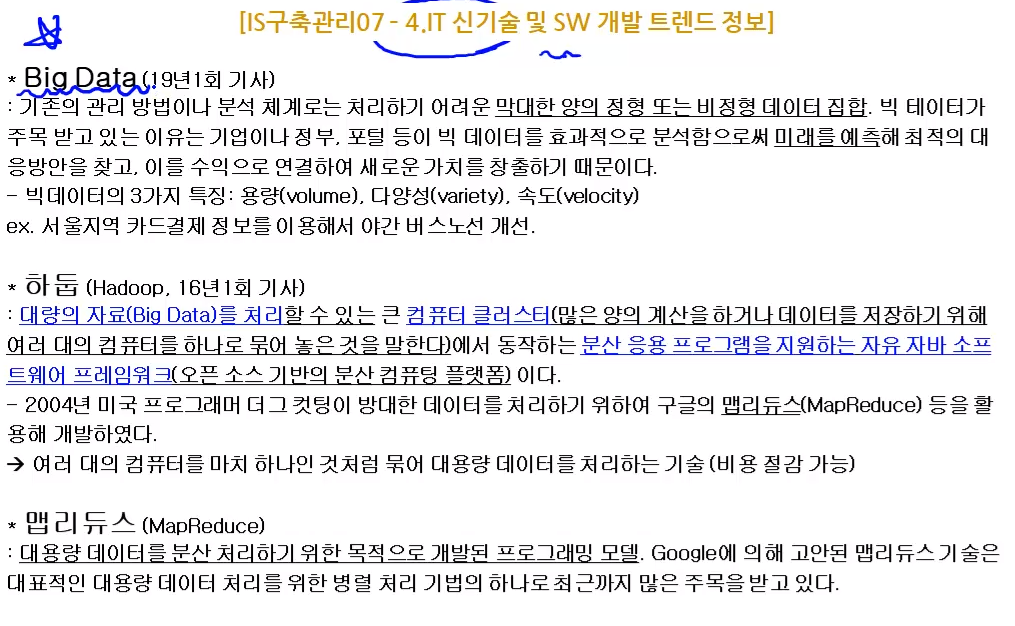 [IS구축관리07 - 4.IT 신기술 및 SW 개발 트렌드 정보]
* Big Data (19년1회 기사)
: 기존의 관리 방법이나 분석 체계로는 처리하기 어려운 막대한 양의 정형 또는 비정형 데이터 집합. 빅 테이터가
주목 받고 있는 이유는 기업이나 정부, 포털 등이 빅 데이터를 효과적으로 분석함으로써 미래를 예측해 최적의 대
응방안을 찾고, 이를 수익으로 연결하여 새로운 가치를 창출하기 때문이다.
- 빅데이터의 3가지 특징: 용량(volume), 다양성(variety), 속도(velocity)
ex. 서울지역 카드결제 정보를 이용해서 야간 버스노선 개선.
* 하둡 (Hadoop, 16년1회 기사)
: 대량의 자료(Big Data)를 처리할 수 있는 큰 컴퓨터 클러스터(많은 양의 계산을 하거나 데이터를 저장하기 위해
여러 대의 컴퓨터를 하나로 묶어 놓은 것을 말한다)에서 동작하는 분산 응용 프로그램을 지원하는 자유 자바 소프
트웨어 프레임워크(오픈 소스 기반의 분산 컴퓨팅 플랫폼) 이다.
- 2004년 미국 프로그래머 더그 컷팅이 방대한 데이터를 처리하기 위하여 구글의 맵리듀스(MapReduce) 등을 활
용해 개발하였다.
→ 여러 대의 컴퓨터를 마치 하나인 것처럼 묶어 대용량 데이터를 처리하는 기술 (비용 절감 가능)
* 맵리듀스 (MapReduce)
: 대용량 데이터를 분산 처리하기 위한 목적으로 개발된 프로그래밍 모델. Google에 의해 고안된 맵리듀스 기술은
대표적인 대용량 데이터 처리를 위한 병렬 처리 기법의 하나로 최근까지 많은 주목을 받고 있다.